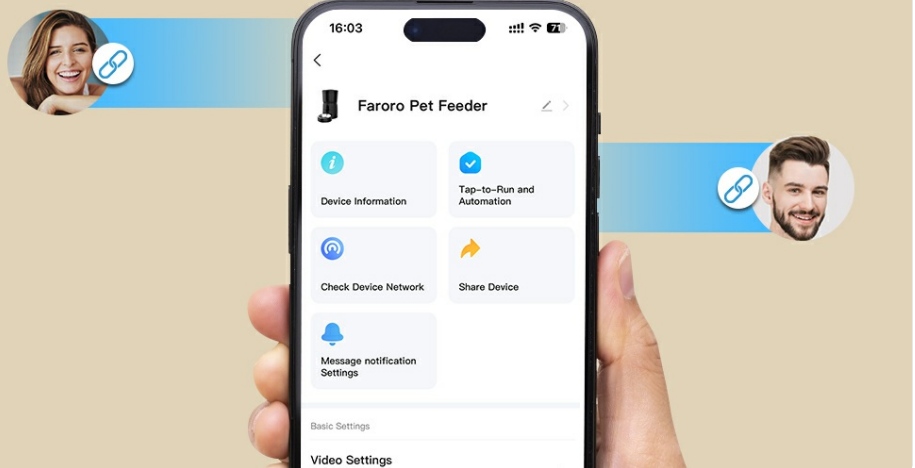 16:03
71
Faroro Pet Feeder
Device Information
Tap-to-Run and
Automation
Check Device Network
Share Device
Message notification
Settings
Basic Settings
Video Settings